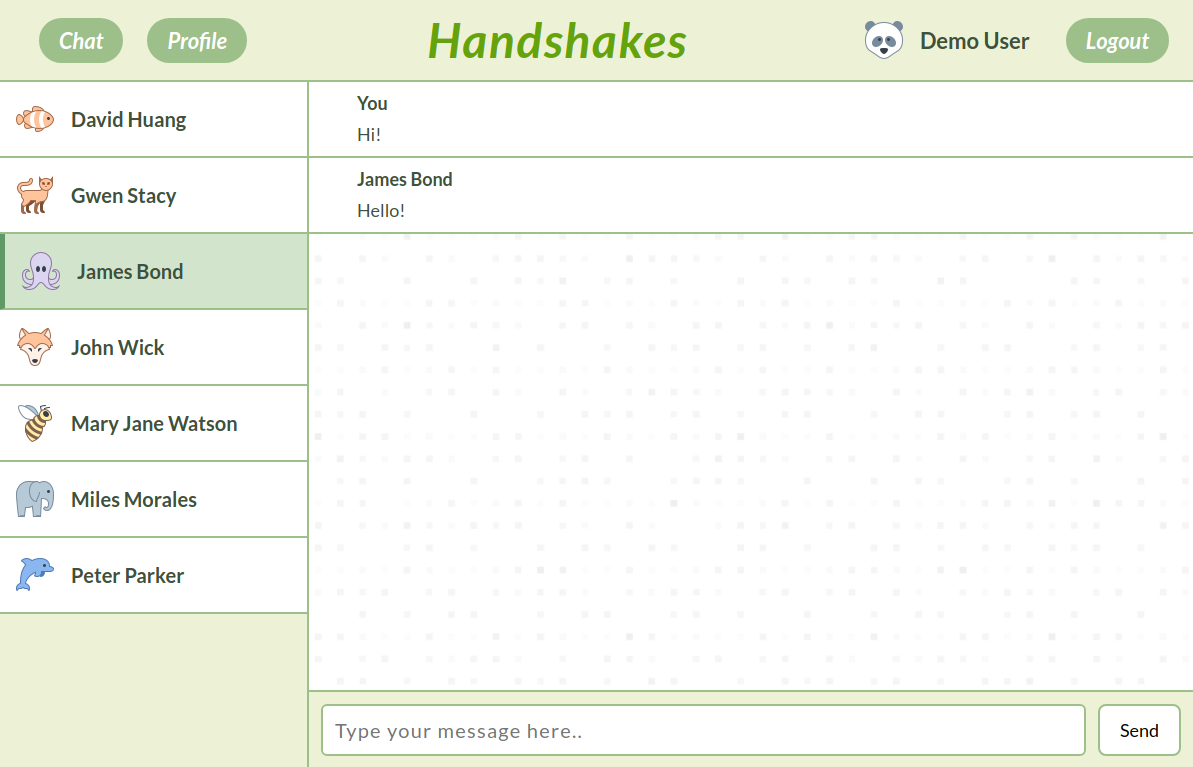 Chat
Profile
Handshakes
Demo User
Logout
David Huang
Gwen Stacy
James Bond
John Wick
Mary Jane Watson
Miles Morales
Peter Parker
You
Hi!
James Bond
Hello!
Type your message here..
Send